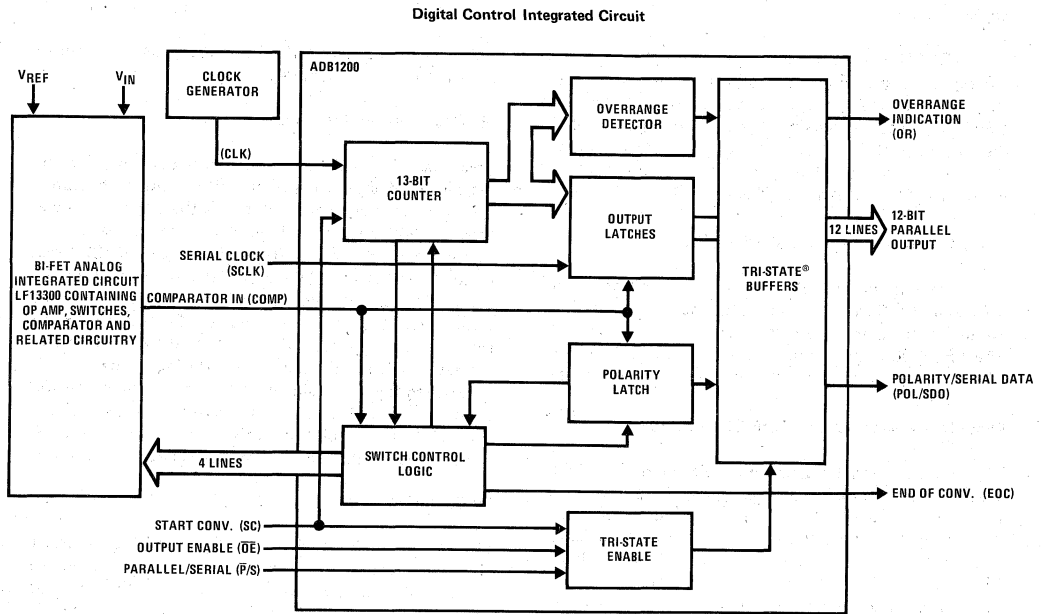 Digital Control Integrated Circuit
ADB1200
VREF
VIN
CLOCK
GENERATOR
(CLK)
13-BIT
COUNTER
OVERRANGE
DETECTOR
OVERRANGE
INDICATION
(OR)
OUTPUT
LATCHES
12 LINES
12-BIT
PARALLEL
OUTPUT
SERIAL CLOCK
(SCLK)
TRI-STATE®
BUFFERS
BI-FET ANALOG
INTEGRATED CIRCUIT
LF13300 CONTAINING
OP AMP, SWITCHES,
COMPARATOR AND
RELATED CIRCUITRY
COMPARATOR IN (COMP)
POLARITY
LATCH
POLARITY/SERIAL DATA
(POL/SDO)
SWITCH CONTROL
LOGIC
4 LINES
END OF CONV. (EOC)
START CONV. (SC)
OUTPUT ENABLE (O̅E̅)
PARALLEL/SERIAL (P̅/S)
TRI-STATE
ENABLE